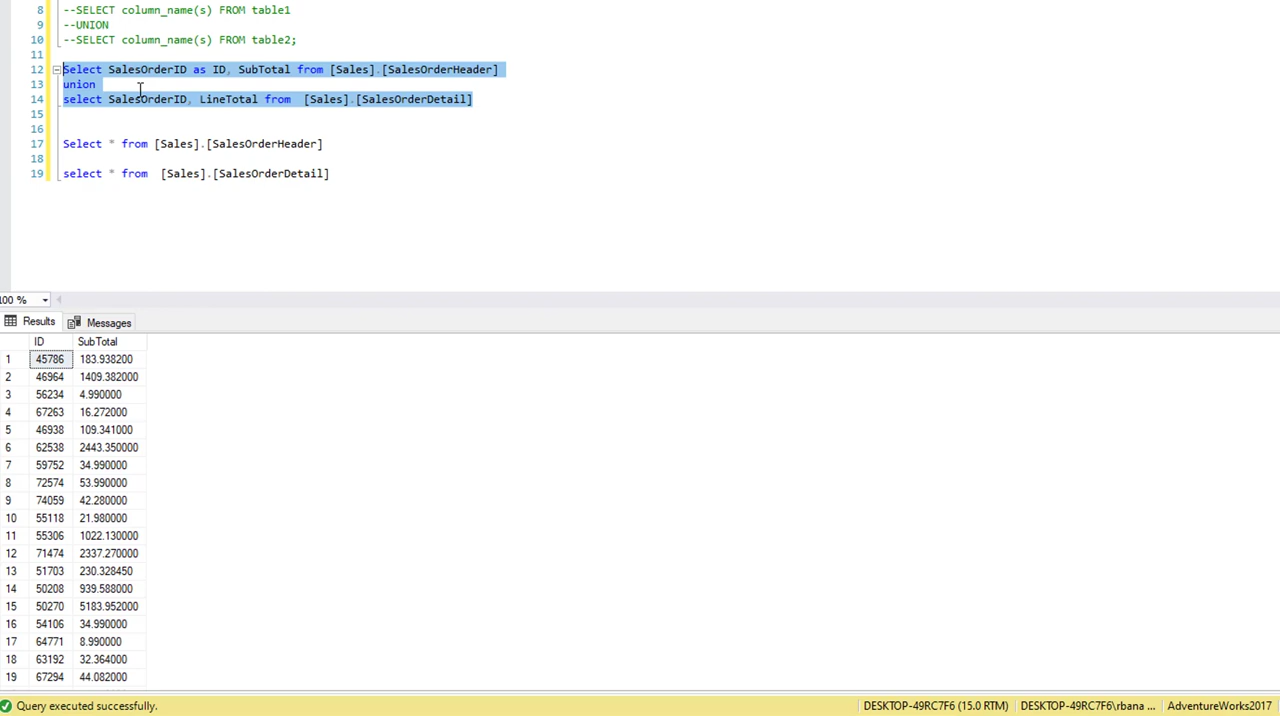 8 --SELECT column_name(s) FROM table1
9 --UNION
10 --SELECT column_name(s) FROM table2;
11
12 Select SalesOrderID as ID, SubTotal from [Sales].[SalesOrderHeader]
13 union
14 select SalesOrderID, LineTotal from [Sales].[SalesOrderDetail]
15
16
17 Select * from [Sales].[SalesOrderHeader]
18
19 select * from [Sales].[SalesOrderDetail]
100 %
Results Messages
ID SubTotal
1 45786 183.938200
2 46964 1409.382000
3 56234 4.990000
4 67263 16.272000
5 46938 109.341000
6 62538 2443.350000
7 59752 34.990000
8 72574 53.990000
9 74059 42.280000
10 55118 21.980000
11 55306 1022.130000
12 71474 2337.270000
13 51703 230.328450
14 50208 939.588000
15 50270 5183.952000
16 54106 34.990000
17 64771 8.990000
18 63192 32.364000
19 67294 44.082000
Query executed successfully. DESKTOP-49RC7F6 (15.0 RTM) DESKTOP-49RC7F6\rbana ... AdventureWorks2017